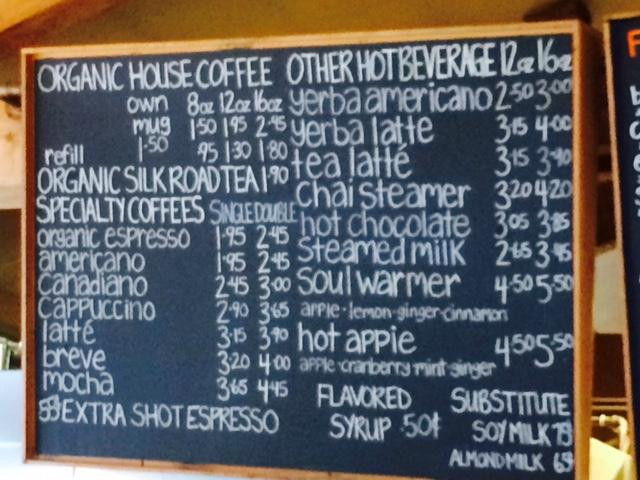 ORGANIC HOUSE COFFEE
own 8oz 12oz 16oz
mug 1.50 1.95 2.45
1.50
refill .95 1.30 1.80
ORGANIC SILK ROAD TEA 1.90
SPECIALTY COFFEES SINGLE DOUBLE
organic espresso 1.95 2.45
americano 1.95 2.45
canadiano 2.45 3.00
cappuccino 2.90 3.65
latte 3.15 3.90
breve 3.20 4.00
mocha 3.65 4.45
EXTRA SHOT ESPRESSO
OTHER HOT BEVERAGE 12oz 16oz
yerba americano 2.50 3.00
yerba latte 3.15 4.00
tea latte 3.15 3.90
Chai steamer 3.20 4.20
hot chocolate 3.05 3.85
Steamed milk 2.65 3.45
Soul warmer 4.50 5.50
apple·lemon·ginger·cinnamon
hot appie 4.50 5.50
apple·cranberry·mint·ginger
FLAVORED
SYRUP .50¢
SUBSTITUTE
SOY MILK 75¢
ALMOND MILK 65¢